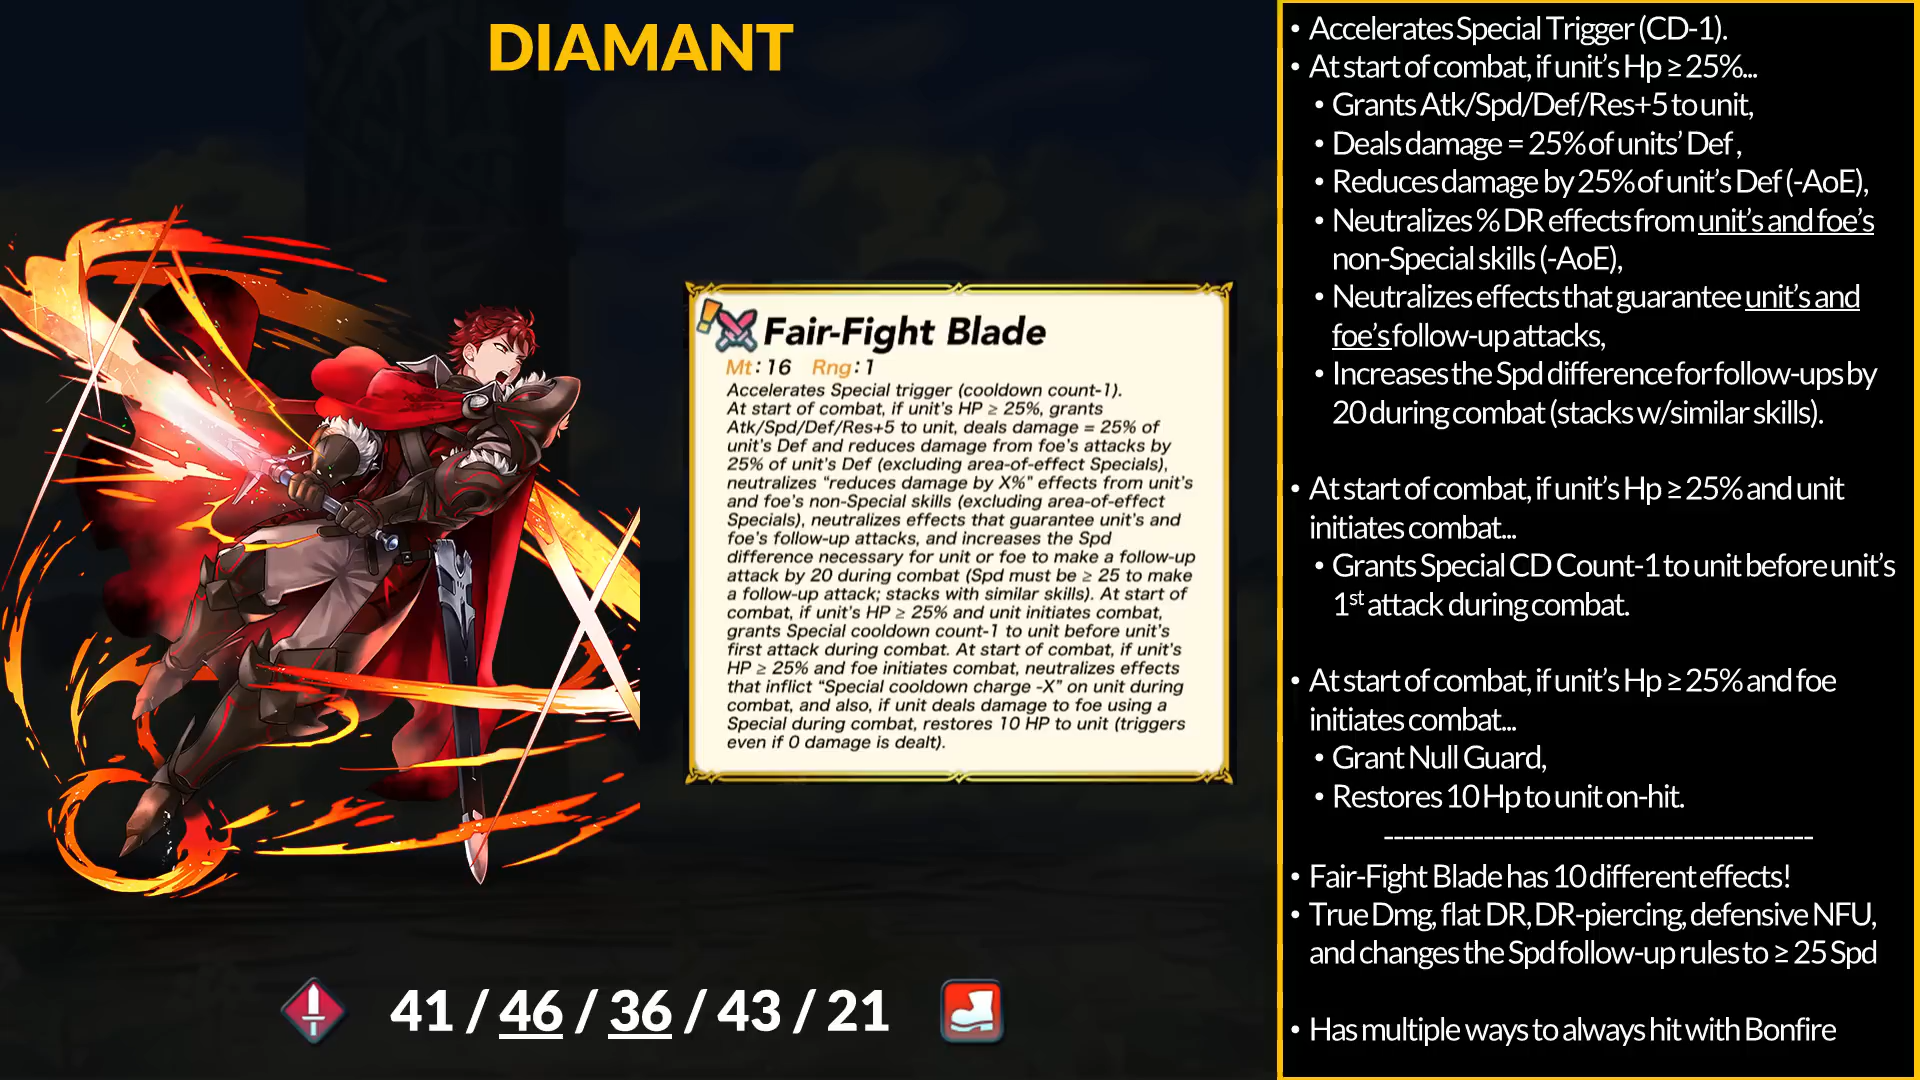 DIAMANT
Fair-Fight Blade
Mt: 16 Rng: 1
Accelerates Special trigger (cooldown count-1).
At start of combat, if unit's HP ≥ 25%, grants
Atk/Spd/Def/Res+5 to unit, deals damage = 25% of
unit's Def and reduces damage from foe's attacks by
25% of unit's Def (excluding area-of-effect Specials),
neutralizes "reduces damage by X%" effects from unit's
and foe's non-Special skills (excluding area-of-effect
Specials), neutralizes effects that guarantee unit's and
foe's follow-up attacks, and increases the Spd
difference necessary for unit or foe to make a follow-up
attack by 20 during combat (Spd must be ≥ 25 to make
a follow-up attack; stacks with similar skills). At start of
combat, if unit's HP ≥ 25% and unit initiates combat,
grants Special cooldown count-1 to unit before unit's
first attack during combat. At start of combat, if unit's
HP ≥ 25% and foe initiates combat, neutralizes effects
that inflict "Special cooldown charge -X" on unit during
combat, and also, if unit deals damage to foe using a
Special during combat, restores 10 HP to unit (triggers
even if 0 damage is dealt).
41 / 46 / 36 / 43 / 21
• Accelerates Special Trigger (CD-1).
• At start of combat, if unit's Hp ≥ 25%...
• Grants Atk/Spd/Def/Res+5 to unit,
• Deals damage = 25% of units' Def ,
• Reduces damage by 25% of unit's Def (-AoE),
• Neutralizes % DR effects from unit's and foe's
non-Special skills (-AoE),
• Neutralizes effects that guarantee unit's and
foe's follow-up attacks,
• Increases the Spd difference for follow-ups by
20 during combat (stacks w/similar skills).
• At start of combat, if unit's Hp ≥ 25% and unit
initiates combat...
• Grants Special CD Count-1 to unit before unit's
1st attack during combat.
• At start of combat, if unit's Hp ≥ 25% and foe
initiates combat...
• Grant Null Guard,
• Restores 10 Hp to unit on-hit.
-------------------------------------------
• Fair-Fight Blade has 10 different effects!
• True Dmg, flat DR, DR-piercing, defensive NFU,
and changes the Spd follow-up rules to ≥ 25 Spd
• Has multiple ways to always hit with Bonfire